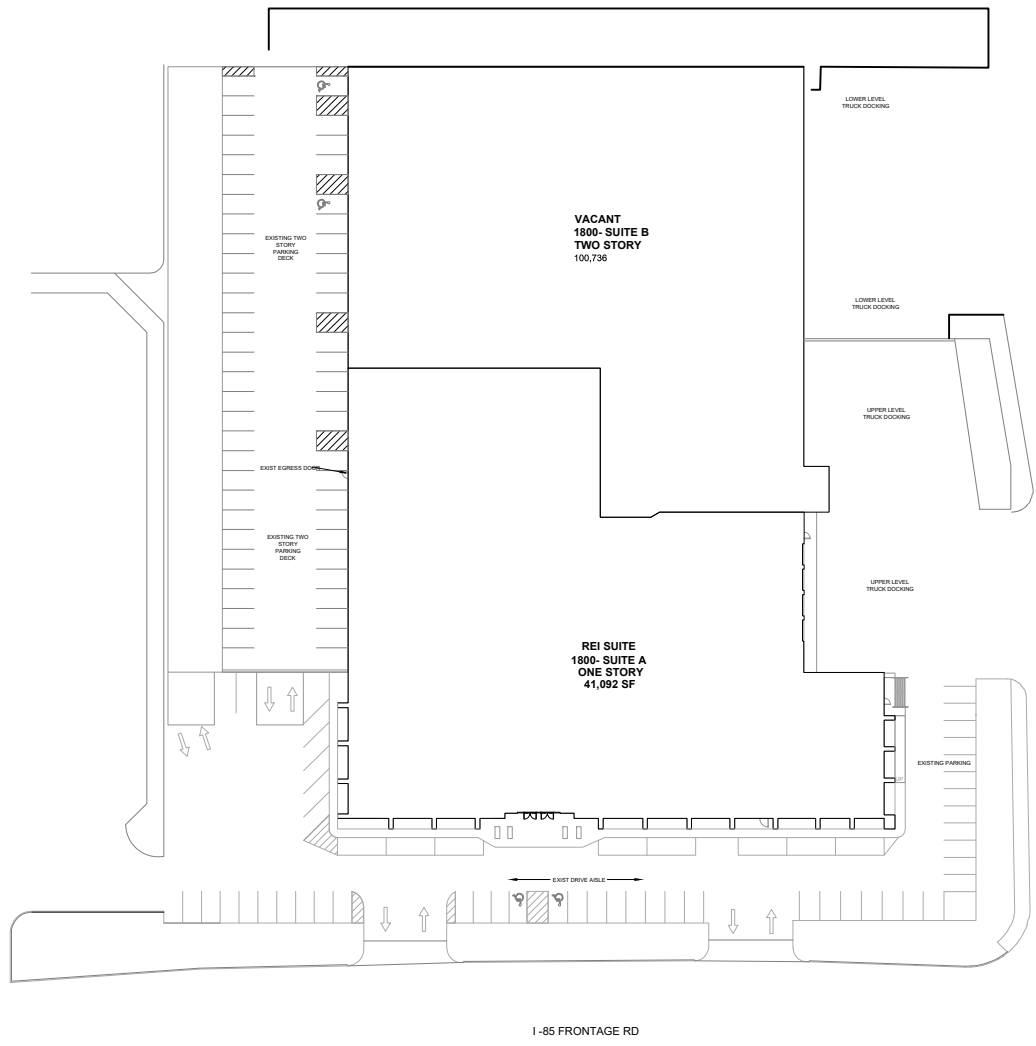 LOWER LEVEL
TRUCK DOCKING
VACANT
1800- SUITE B
TWO STORY
100,736
EXISTING TWO
STORY
PARKING
DECK
LOWER LEVEL
TRUCK DOCKING
UPPER LEVEL
TRUCK DOCKING
EXIST EGRESS DOOR
EXISTING TWO
STORY
PARKING
DECK
UPPER LEVEL
TRUCK DOCKING
REI SUITE
1800- SUITE A
ONE STORY
41,092 SF
EXISTING PARKING
EXIST DRIVE AISLE
I -85 FRONTAGE RD